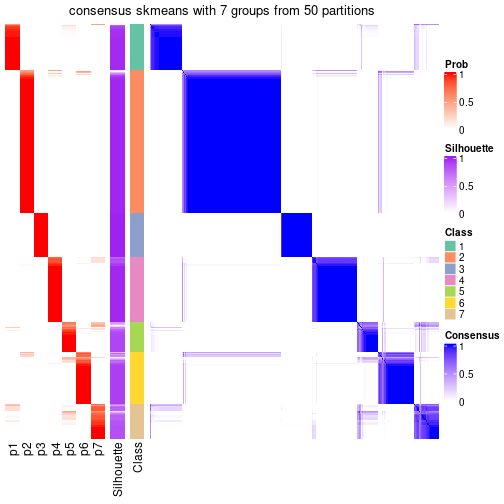 consensus skmeans with 7 groups from 50 partitions
Prob
1
0.5
0
Silhouette
1
0.5
0
Class
1
2
3
4
5
6
7
Consensus
1
0.5
0
p1
p2
p3
p4
p5
p6
p7
Silhouette
Class